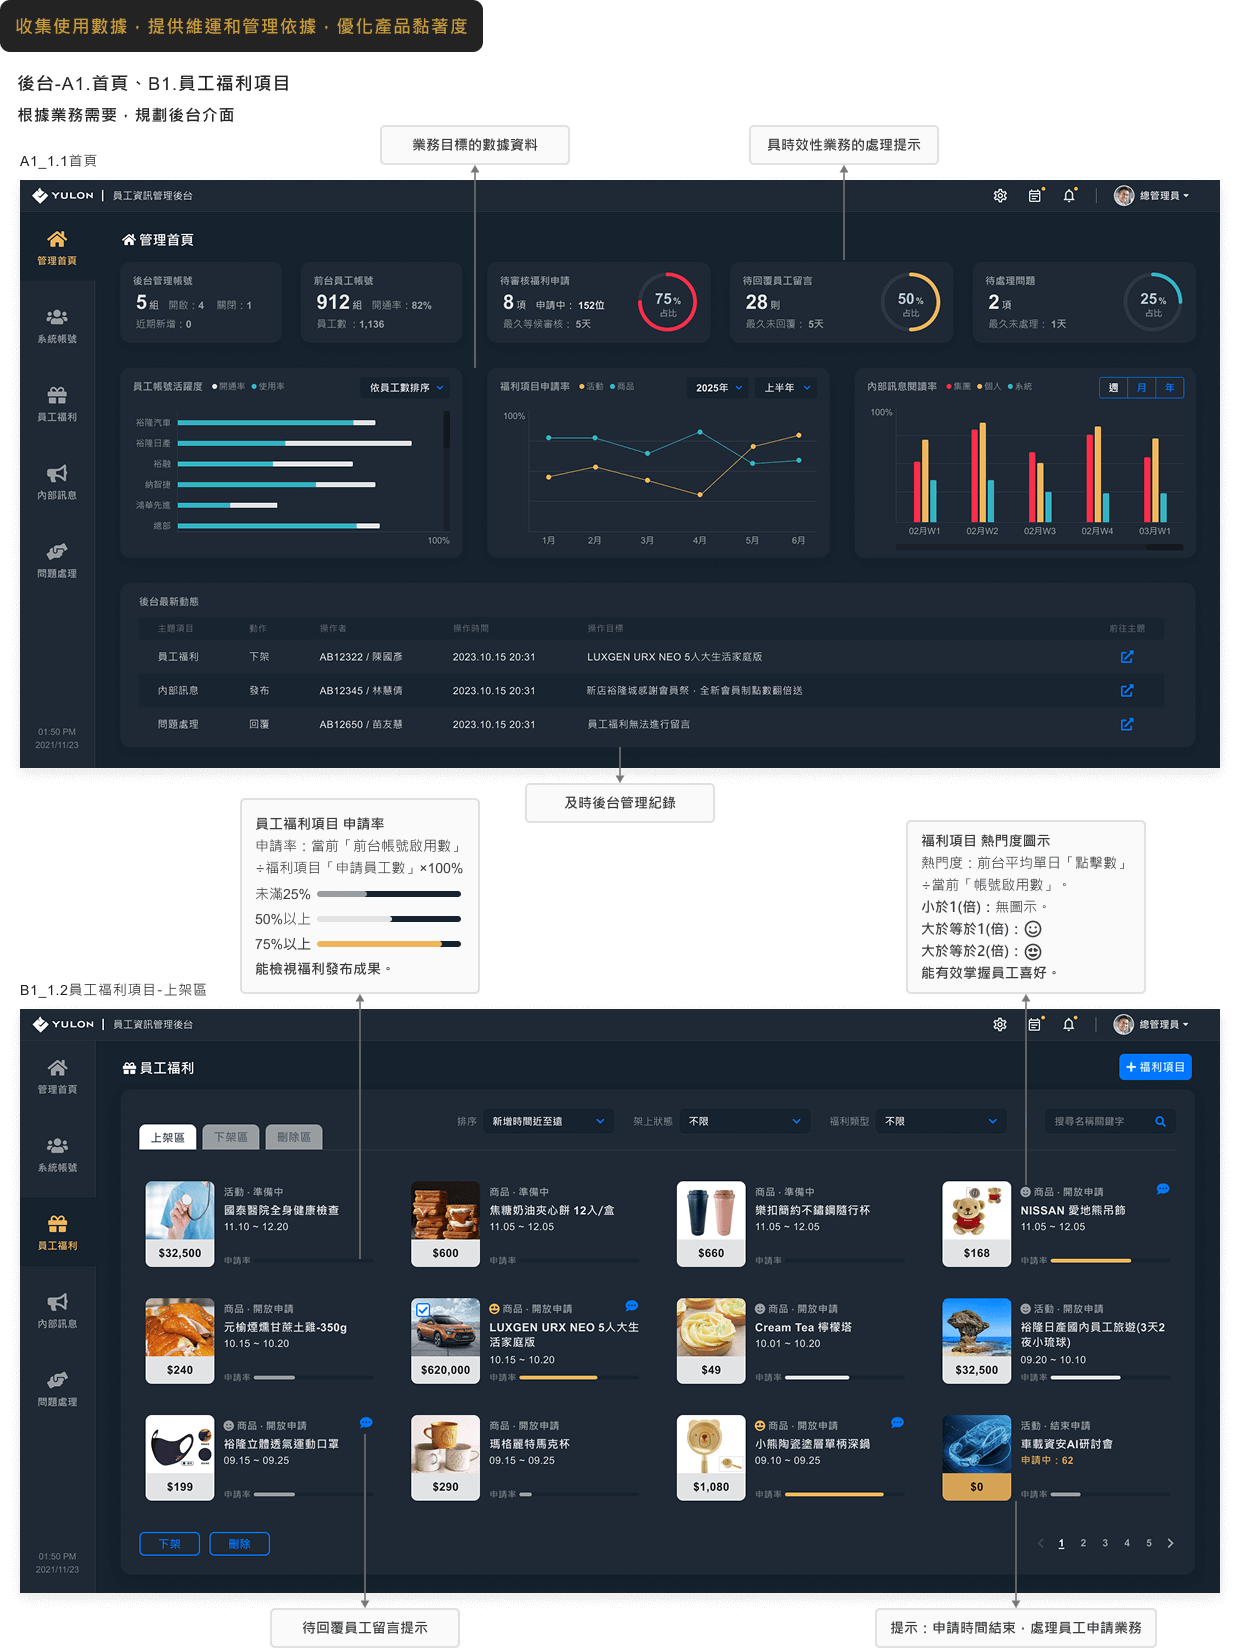 收集使用數據，提供維運和管理依據，優化產品黏著度
後台-A1.首頁、B1.員工福利項目
根據業務需要，規劃後台介面
業務目標的數據資料
具時效性業務的處理提示
A1_1.1首頁
YULON | 員工資訊管理後台
總管理員
管理首頁
系統帳號
員工福利
內部訊息
問題處理
01:50 PM
2021/11/23
管理首頁
後台管理帳號
5組 開啟：4 關閉：1
近期新增：0
前台員工帳號
912組 開通率：82%
員工數：1,136
待審核福利申請
8項 申請中：152位
最久等候審核：5天
75%
占比
待回覆員工留言
28則
最久未回覆：5天
50%
占比
待處理問題
2項
最久未處理：1天
25%
占比
員工帳號活躍度 開通率 使用率
依員工數排序
裕隆汽車
裕隆日產
裕融
納智捷
鴻華先進
總部
100%
福利項目申請率 活動 商品
2025年
上半年
100%
1月 2月 3月 4月 5月 6月
內部訊息閱讀率 集團 個人 系統
週 月 年
100%
02月W1 02月W2 02月W3 02月W4 03月W1
後台最新動態
主題項目 動作 操作者 操作時間 操作目標 前往主題
員工福利 下架 AB12322 / 陳國彥 2023.10.15 20:31 LUXGEN URX NEO 5人大生活家庭版
內部訊息 發布 AB12345 / 林慧倩 2023.10.15 20:31 新店裕隆城感謝會員祭，全新會員制點數翻倍送
問題處理 回覆 AB12650 / 苗友慧 2023.10.15 20:31 員工福利無法進行留言
及時後台管理紀錄
員工福利項目 申請率
申請率：當前「前台帳號啟用數」
÷福利項目「申請員工數」×100%
未滿25%
50%以上
75%以上
能檢視福利發布成果。
福利項目 熱門度圖示
熱門度：前台平均單日「點擊數」
÷當前「帳號啟用數」。
小於1(倍)：無圖示。
大於等於1(倍)：
大於等於2(倍)：
能有效掌握員工喜好。
B1_1.2員工福利項目-上架區
YULON | 員工資訊管理後台
總管理員
管理首頁
系統帳號
員工福利
內部訊息
問題處理
01:50 PM
2021/11/23
員工福利
+福利項目
上架區 下架區 刪除區
排序 新增時間近至遠
架上狀態 不限
福利類型 不限
搜尋名稱關鍵字
活動・準備中
國泰醫院全身健康檢查
11.10 ~ 12.20
$32,500
申請率
商品・準備中
焦糖奶油夾心餅 12入/盒
11.05 ~ 12.05
$600
申請率
商品・準備中
樂扣簡約不鏽鋼隨行杯
11.05 ~ 12.05
$660
申請率
商品・開放申請
NISSAN 愛地熊吊飾
11.05 ~ 12.05
$168
申請率
商品・開放申請
元榆煙燻甘蔗土雞-350g
10.15 ~ 10.20
$240
申請率
商品・開放申請
LUXGEN URX NEO 5人大生
活家庭版
10.15 ~ 10.20
$620,000
申請率
商品・開放申請
Cream Tea 檸檬塔
10.01 ~ 10.20
$49
申請率
活動・開放申請
裕隆日產國內員工旅遊(3天2
夜小琉球)
09.20 ~ 10.10
$32,500
申請率
商品・開放申請
裕隆立體透氣運動口罩
09.15 ~ 09.25
$199
申請率
商品・開放申請
瑪格麗特馬克杯
09.15 ~ 09.25
$290
申請率
商品・開放申請
小熊陶瓷塗層單柄深鍋
09.10 ~ 09.25
$1,080
申請率
活動・結束申請
車載資安AI研討會
申請中：62
$0
申請率
下架 刪除
1 2 3 4 5
待回覆員工留言提示
提示：申請時間結束，處理員工申請業務